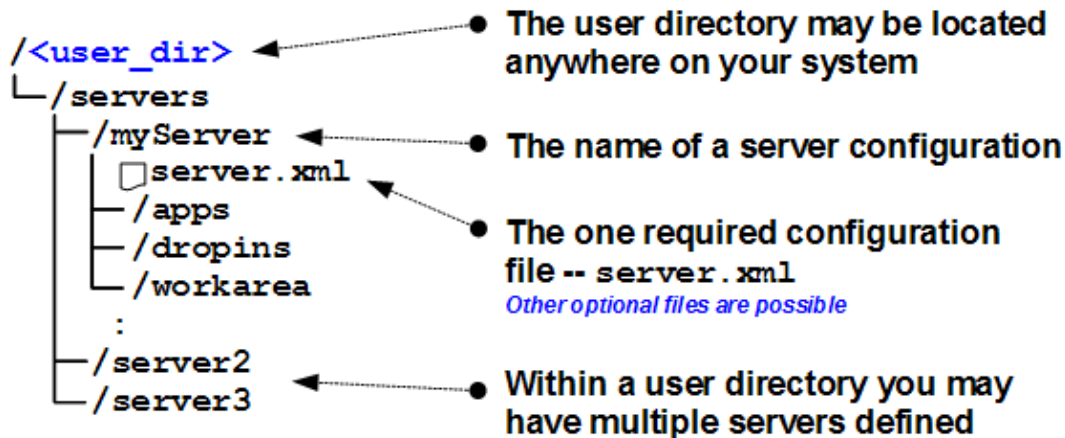 /<user_dir>
The user directory may be located
anywhere on your system
/servers
/myServer
The name of a server configuration
server.xml
/apps
/dropins
/workarea
The one required configuration
file -- server.xml
Other optional files are possible
:
/server2
/server3
Within a user directory you may
have multiple servers defined